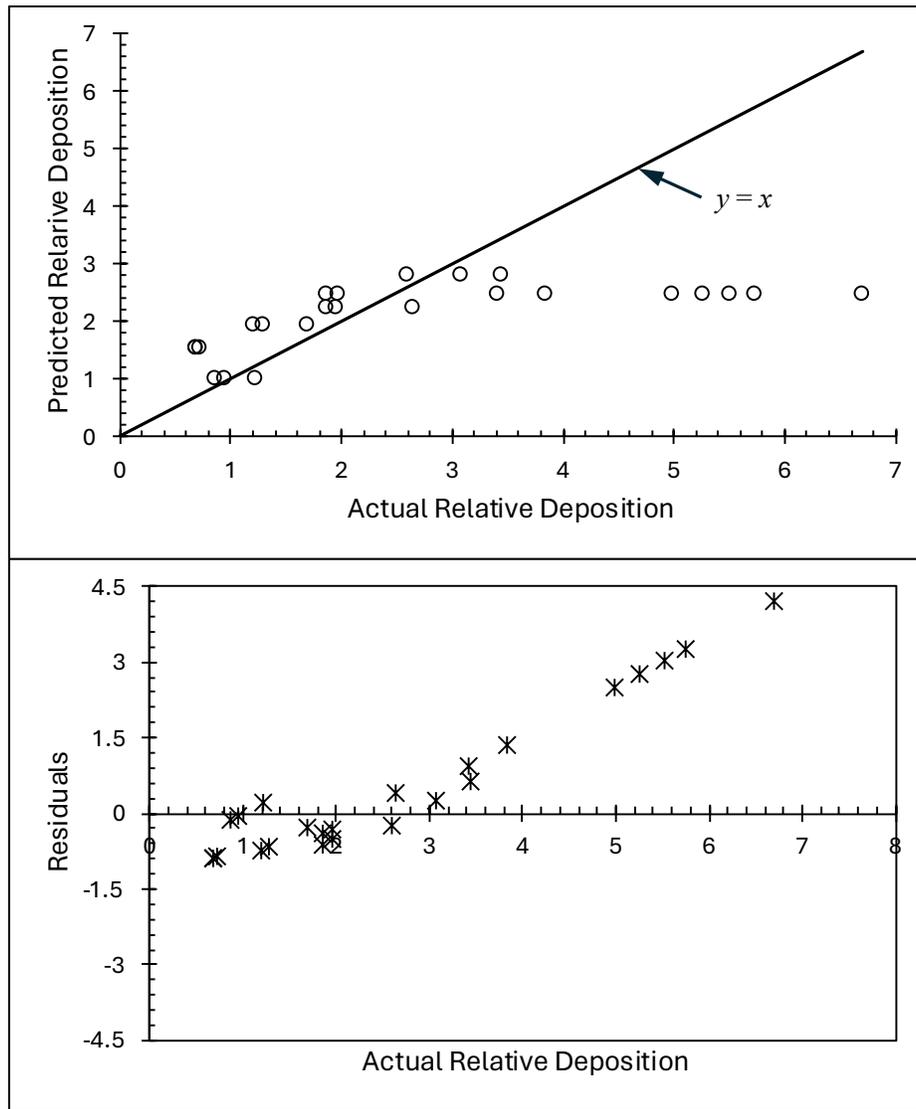 Predicted Relarive Deposition
7
6
5
4
3
2
1
0
y = x
0 1 2 3 4 5 6 7
Actual Relative Deposition
Residuals
4.5
3
1.5
0
-1.5
-3
-4.5
0 1 2 3 4 5 6 7 8
Actual Relative Deposition